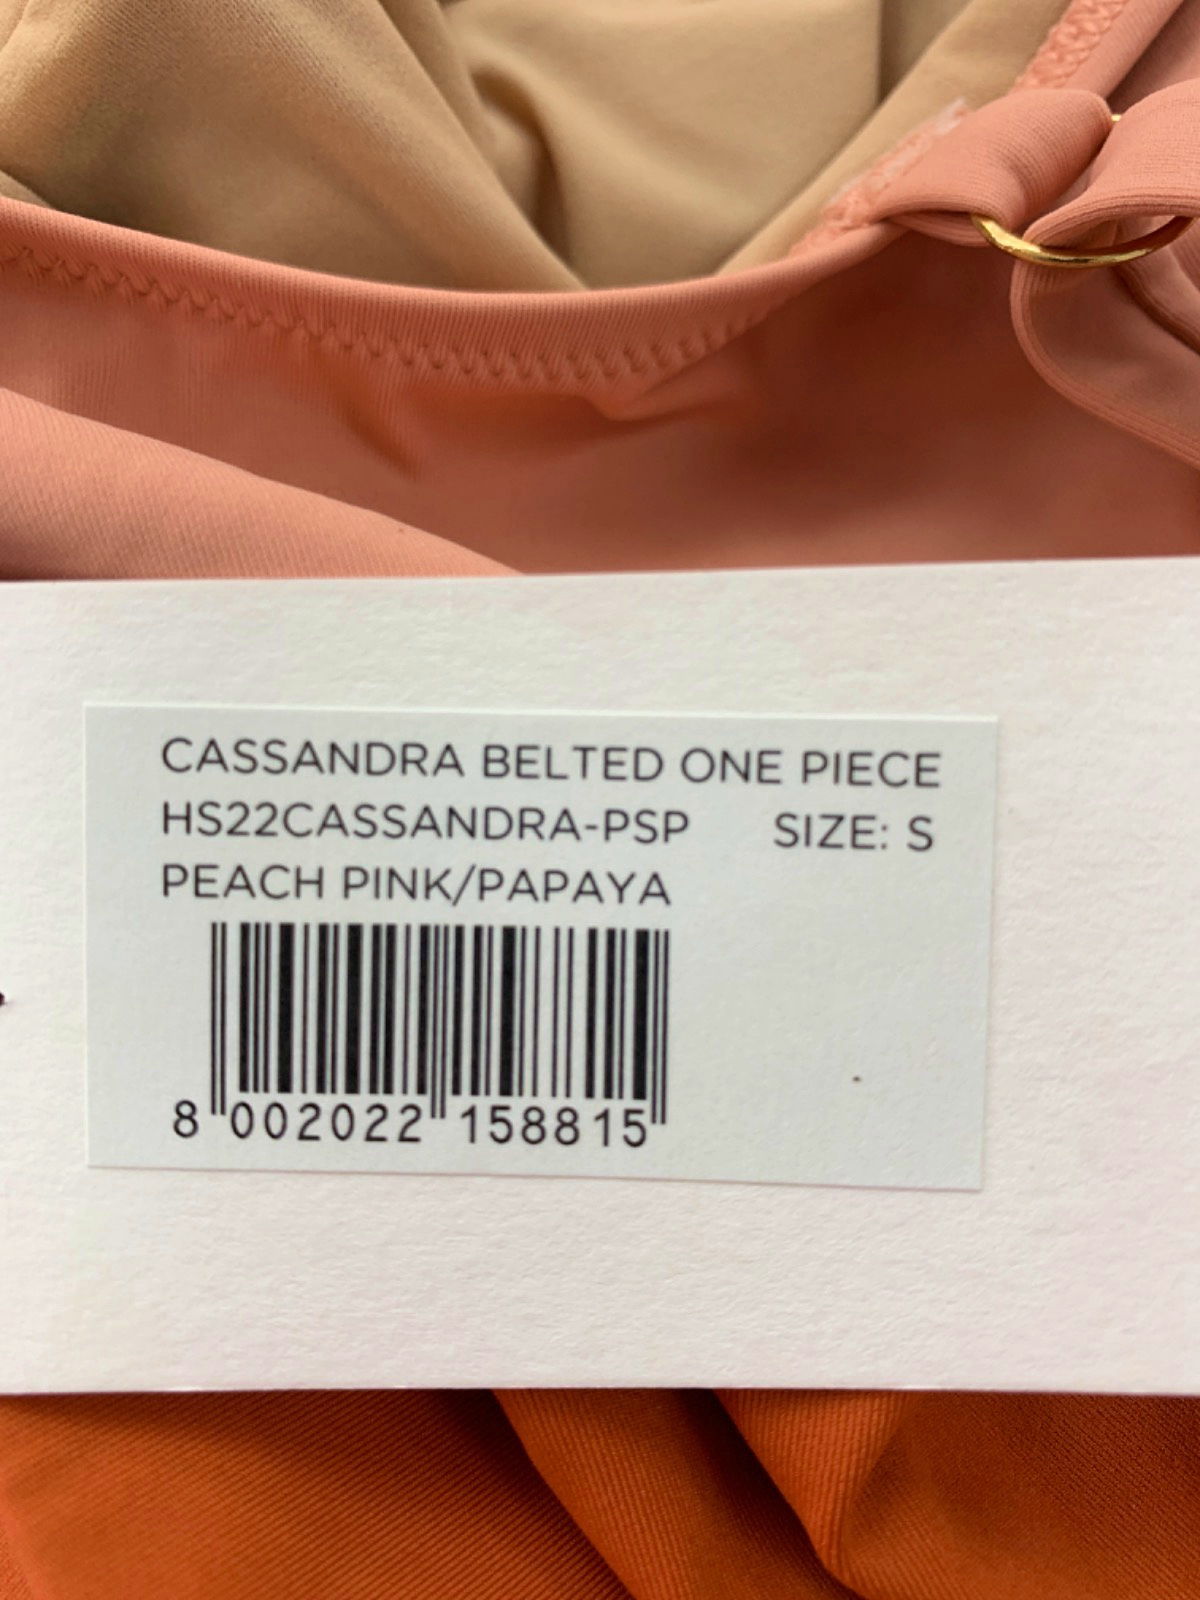 CASSANDRA BELTED ONE PIECE
HS22CASSANDRA-PSP SIZE: S
PEACH PINK/PAPAYA
8 002022 158815